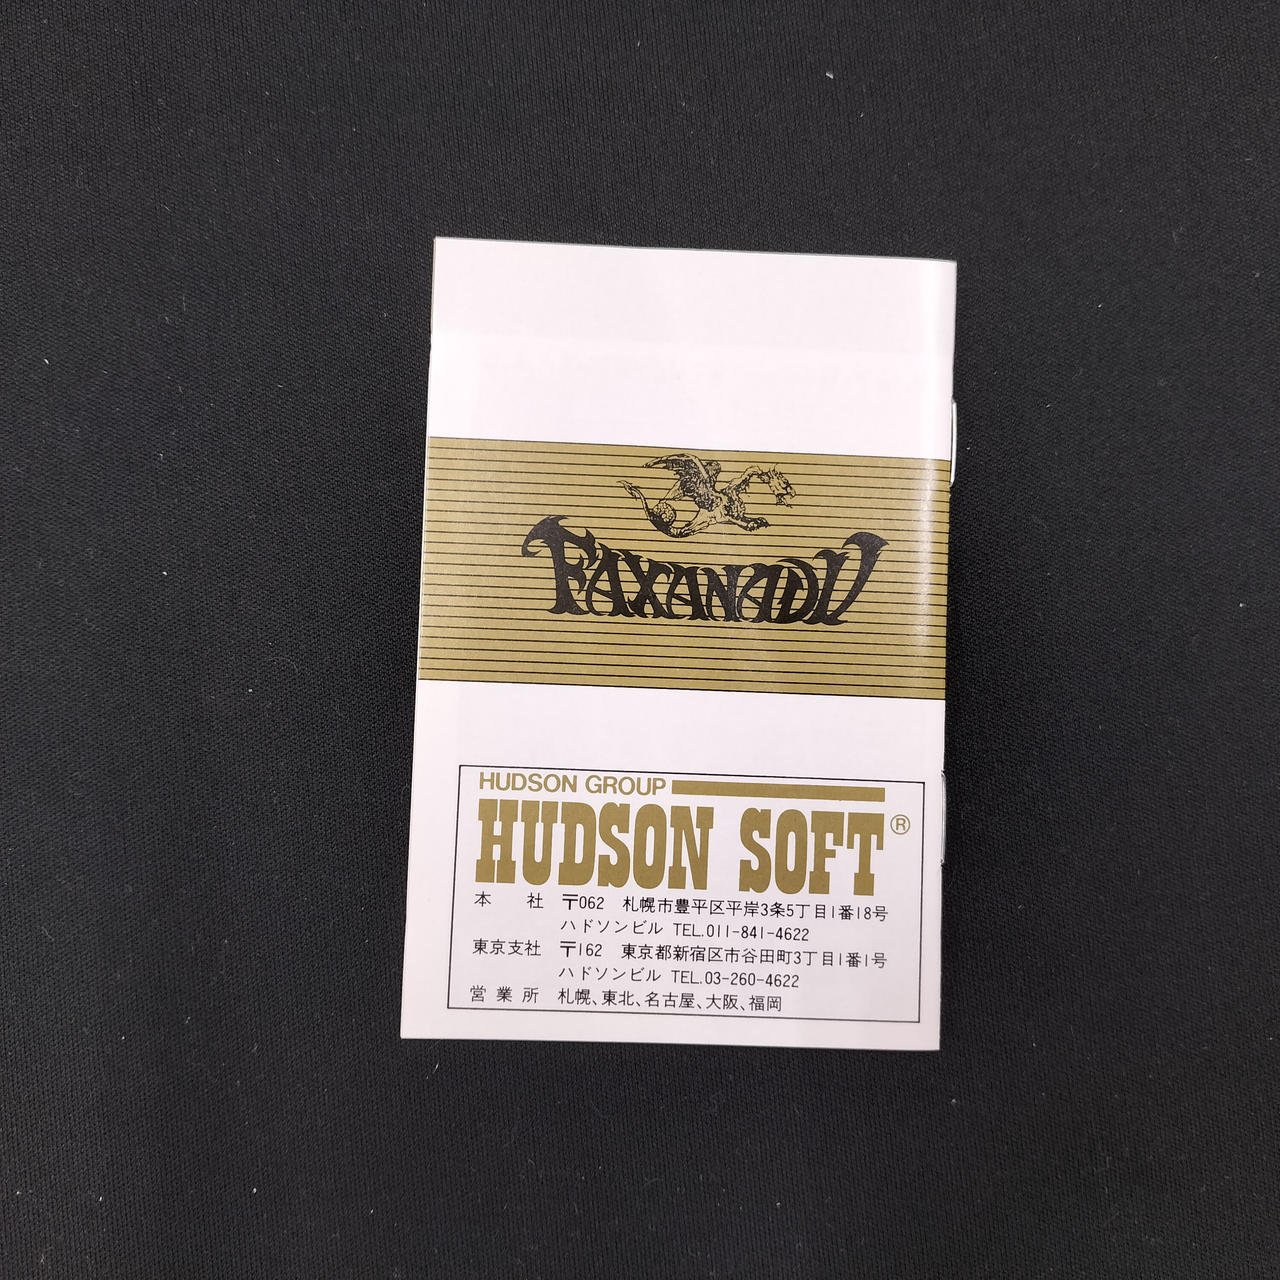 FAXANADU
HUDSON GROUP
HUDSON SOFT®
本社 〒062 札幌市豊平区平岸3条5丁目1番18号
ハドソンビル TEL.011-841-4622
東京支社 〒162 東京都新宿区市谷田町3丁目1番1号
ハドソンビル TEL.03-260-4622
営業所 札幌、東北、名古屋、大阪、福岡